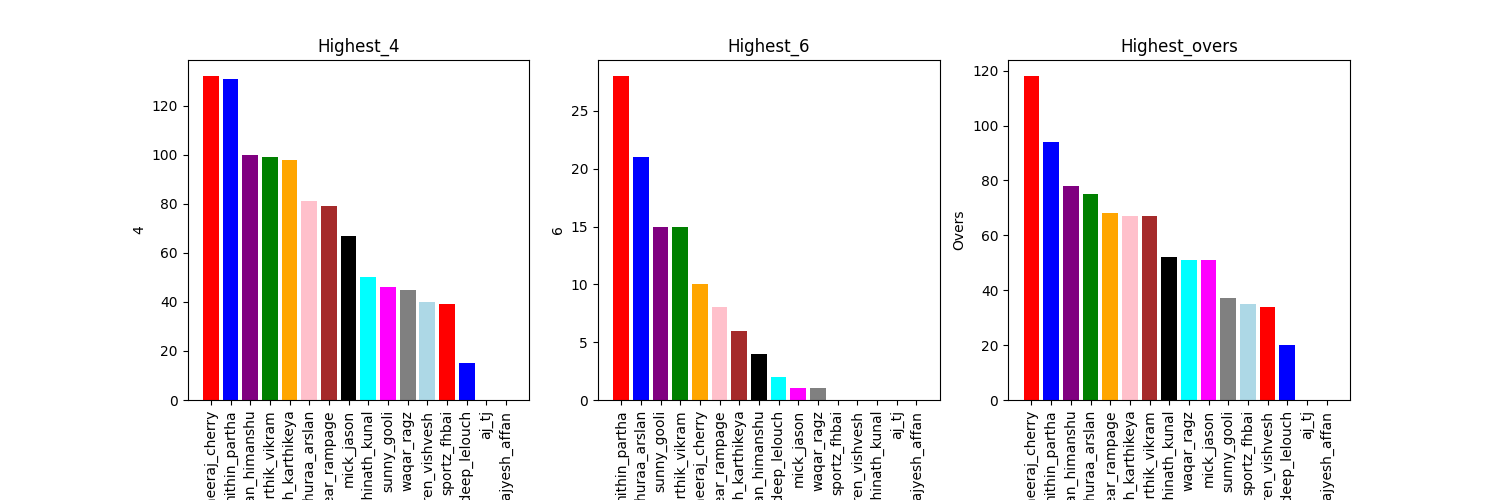 Highest_4
4
0
20
40
60
80
100
120
neeraj_cherry
nithin_partha
an_himanshu
rthik_vikram
h_karthikeya
huraa_arslan
ear_rampage
mick_jason
hinath_kunal
sunny_gooli
waqar_ragz
ren_vishvesh
sportz_fhbai
deep_lelouch
aj_tj
ajyesh_affan
Highest_6
6
0
5
10
15
20
25
nithin_partha
huraa_arslan
sunny_gooli
rthik_vikram
neeraj_cherry
ear_rampage
h_karthikeya
an_himanshu
deep_lelouch
mick_jason
waqar_ragz
sportz_fhbai
ren_vishvesh
hinath_kunal
aj_tj
ajyesh_affan
Highest_overs
Overs
0
20
40
60
80
100
120
neeraj_cherry
nithin_partha
an_himanshu
huraa_arslan
ear_rampage
h_karthikeya
rthik_vikram
hinath_kunal
waqar_ragz
mick_jason
sunny_gooli
sportz_fhbai
ren_vishvesh
deep_lelouch
aj_tj
ajyesh_affan